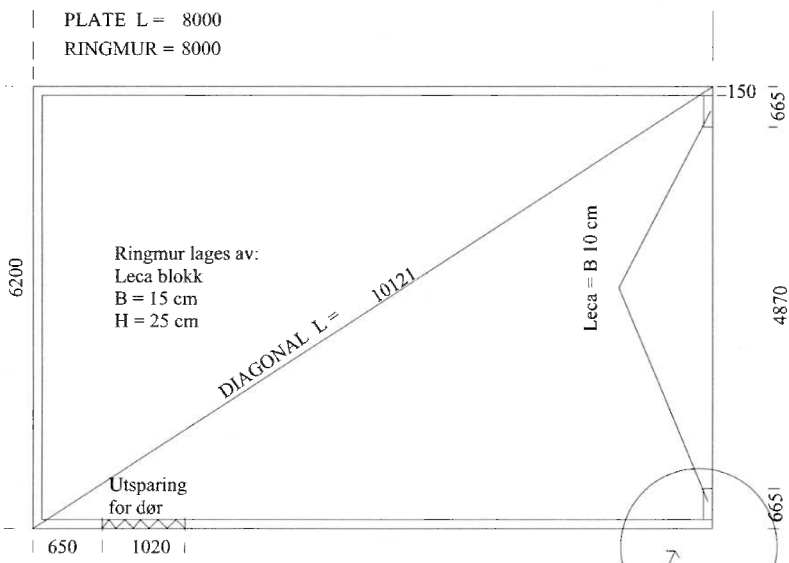 PLATE L = 8000
RINGMUR = 8000
150
665
6200
Ringmur lages av:
Leca blokk
B = 15 cm
H = 25 cm
DIAGONAL L = 10121
Leca = B 10 cm
4870
Utsparing
for dør
665
650
1020